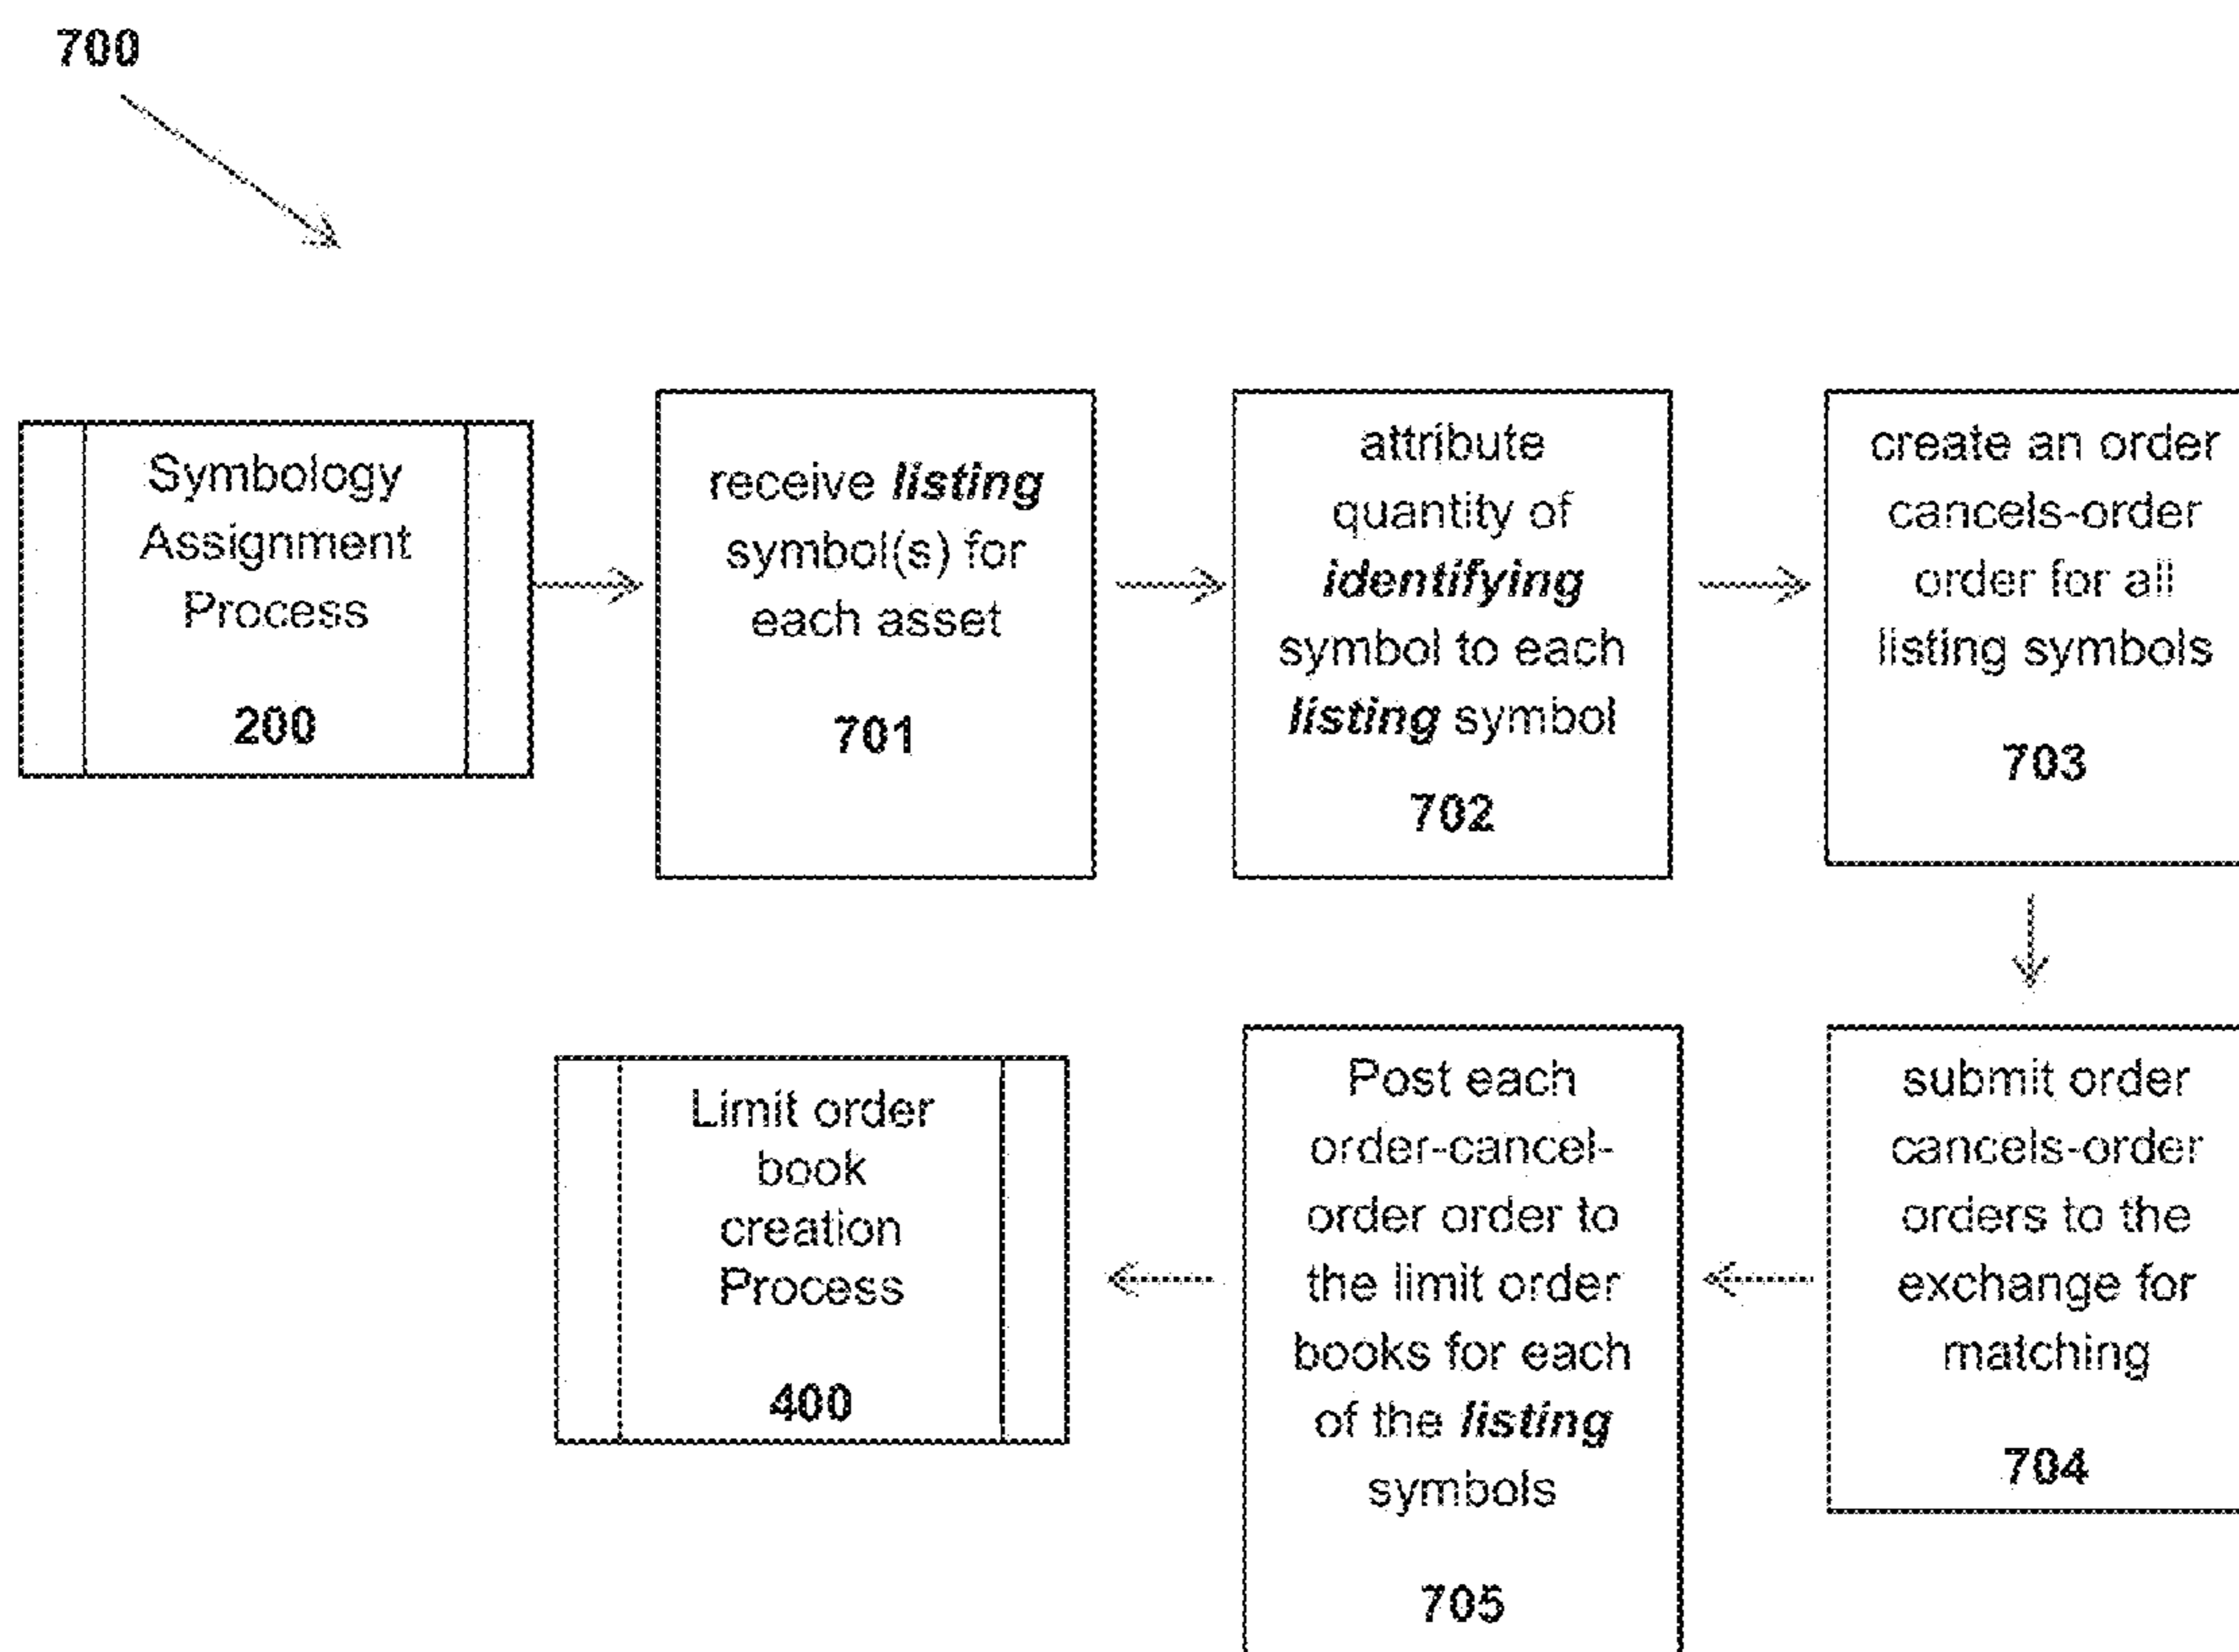 700
Symbology
Assignment
Process
200
receive listing
symbol(s) for
each asset
701
attribute
quantity of
identifying
symbol to each
listing symbol
702
create an order
cancels-order
order for all
listing symbols
703
submit order
cancels-order
orders to the
exchange for
matching
704
Post each
order-cancel-
order order to
the limit order
books for each
of the listing
symbols
705
Limit order
book
creation
Process
400